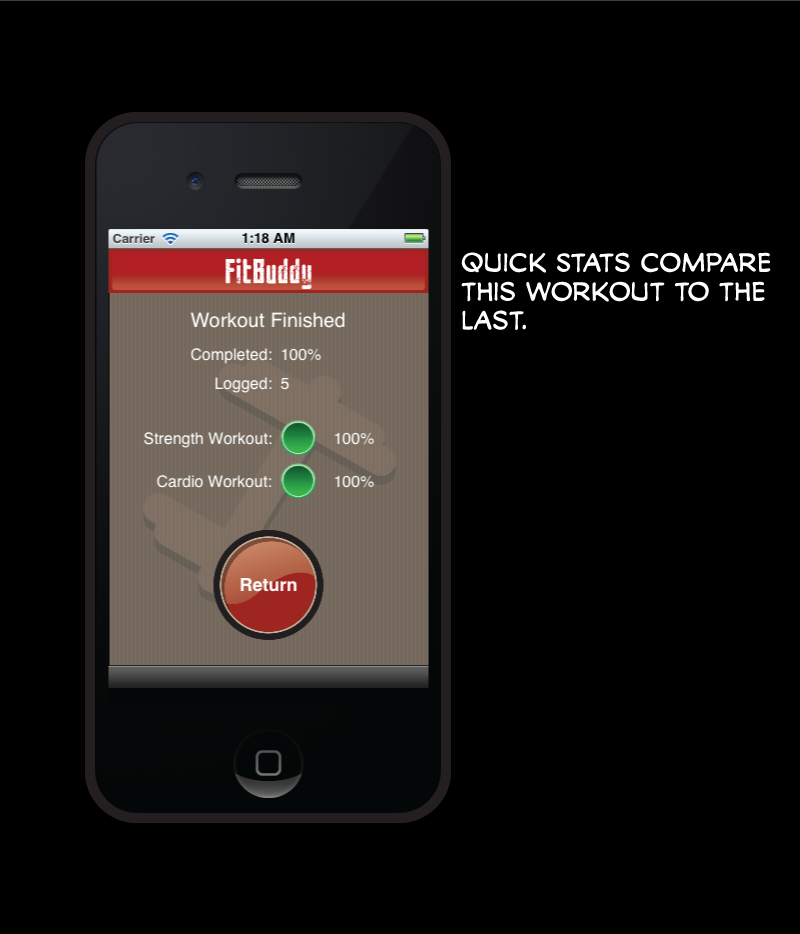 Carrier 1:18 AM
FitBuddy
Workout Finished
Completed: 100%
Logged: 5
Strength Workout: 100%
Cardio Workout: 100%
Return
QUICK STATS COMPARE
THIS WORKOUT TO THE
LAST.